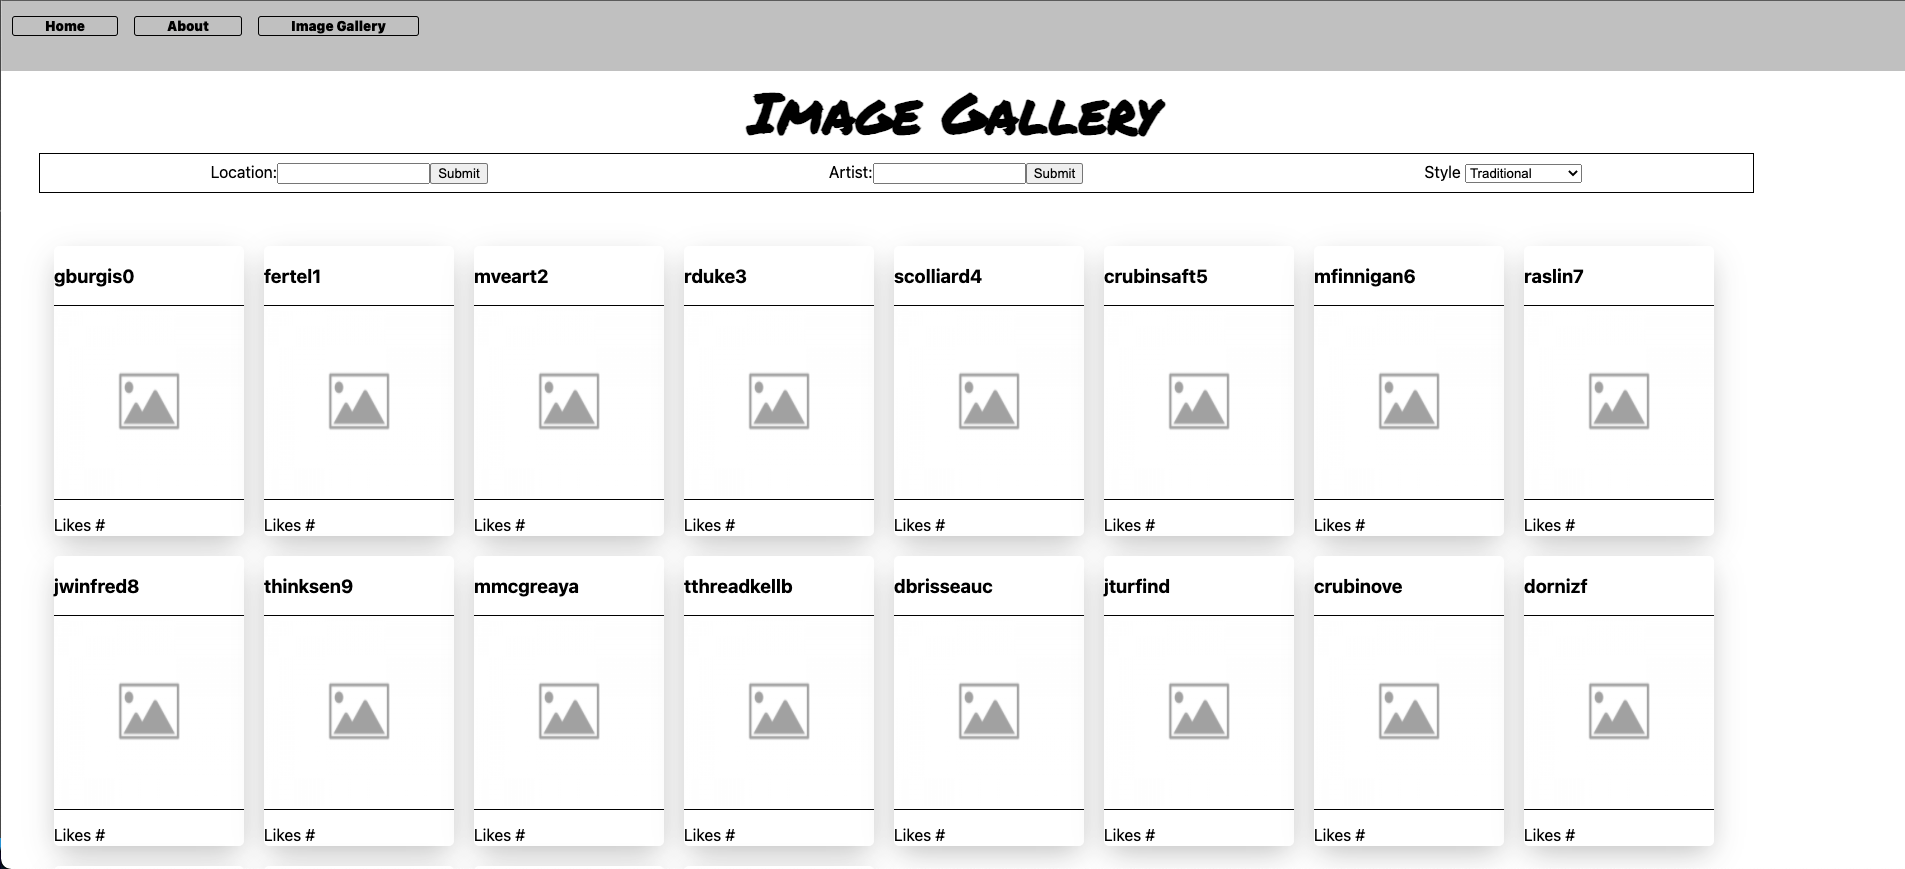 Home About Image Gallery
Image Gallery
Location: Submit Artist: Submit Style Traditional
gburgis0 fertel1 mveart2 rduke3 scolliard4 crubinsaft5 mfinnigan6 raslin7
Likes # Likes # Likes # Likes # Likes # Likes # Likes # Likes #
jwinfred8 thinksen9 mmcgreaya tthreadkellb dbrisseauc jturfind crubinove dornizf
Likes # Likes # Likes # Likes # Likes # Likes # Likes # Likes #